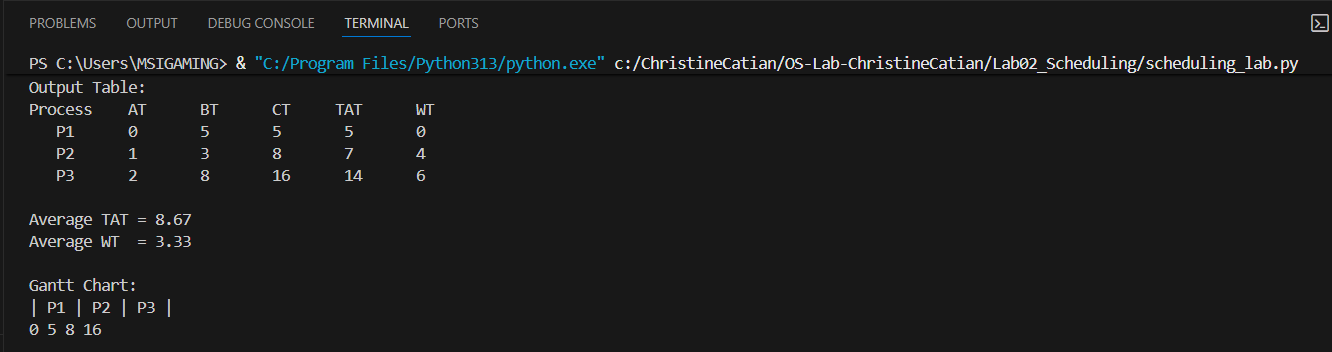 PROBLEMS OUTPUT DEBUG CONSOLE TERMINAL PORTS
PS C:\Users\MSIGAMING> & "C:/Program Files/Python313/python.exe" c:/ChristineCatian/OS-Lab-ChristineCatian/Lab02_Scheduling/scheduling_lab.py
Output Table:
Process AT BT CT TAT WT
P1 0 5 5 5 0
P2 1 3 8 7 4
P3 2 8 16 14 6

Average TAT = 8.67
Average WT  = 3.33

Gantt Chart:
| P1 | P2 | P3 |
0 5 8 16